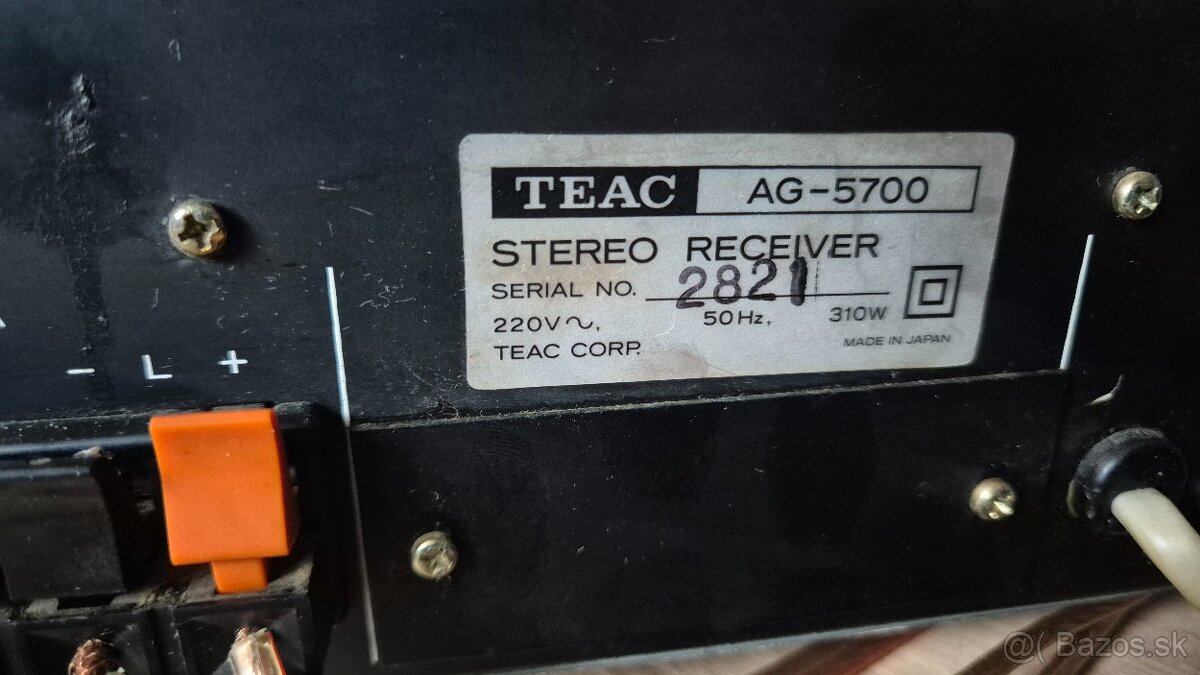 TEAC AG-5700
STEREO RECEIVER
SERIAL NO. 2821
220V~, 50Hz, 310W
TEAC CORP. MADE IN JAPAN
- L +
@( Bazos.sk